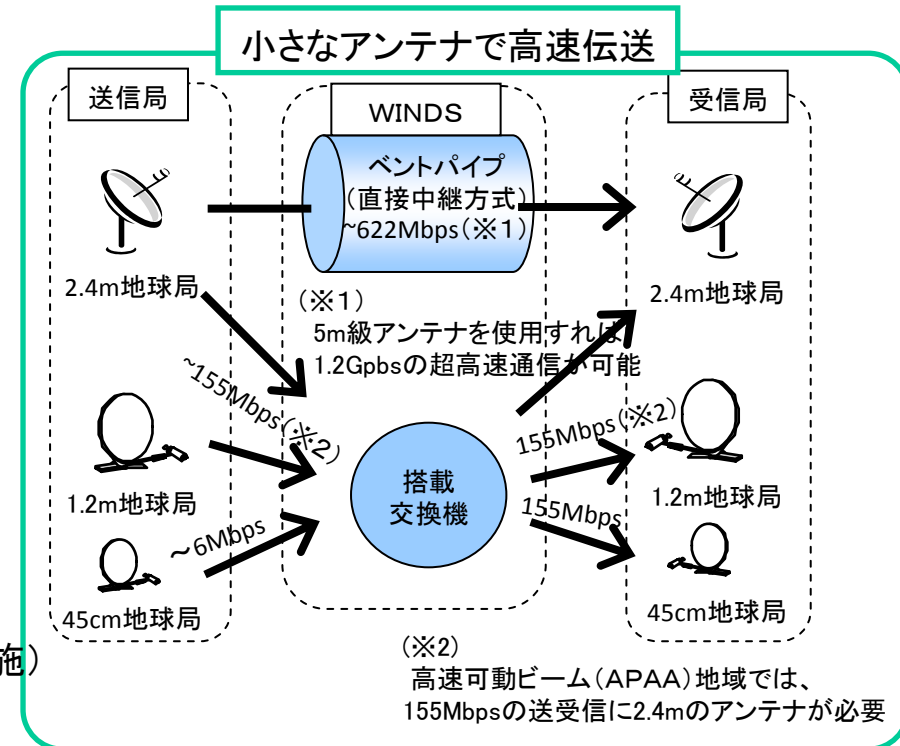 小さなアンテナで高速伝送
送信局
WINDS
受信局
ベントパイプ
(直接中継方式)
~622Mbps(※1)
2.4m地球局
2.4m地球局
(※1)
5m級アンテナを使用すれば
1.2Gpbsの超高速通信が可能
~155Mbps(※2)
155Mbps(※2)
1.2m地球局
搭載
交換機
1.2m地球局
～6Mbps
155Mbps
45cm地球局
45cm地球局
施)
(※2)
高速可動ビーム(APAA)地域では、
155Mbpsの送受信に2.4mのアンテナが必要